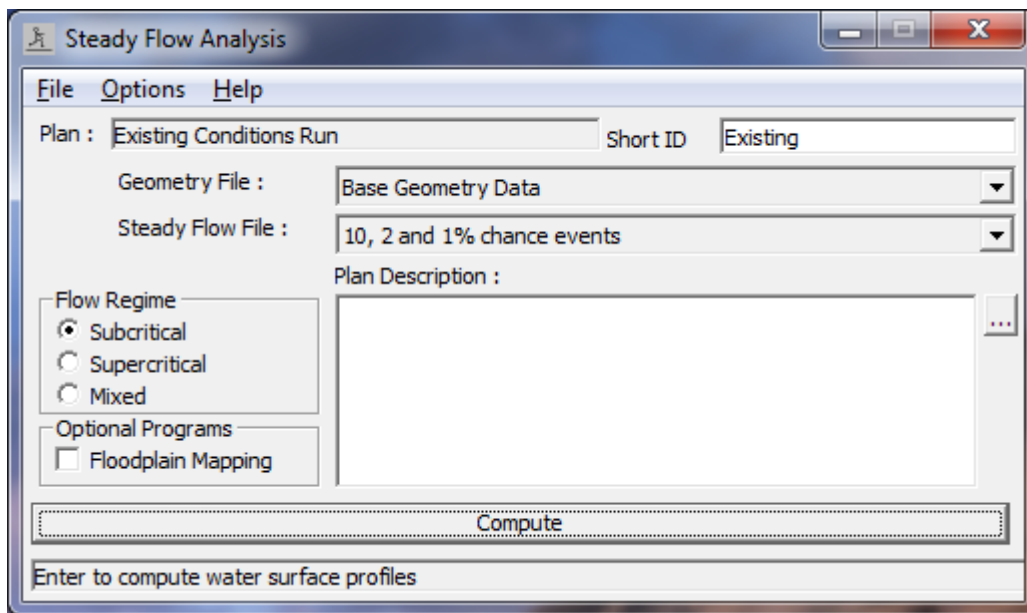 Steady Flow Analysis
File Options Help
Plan : Existing Conditions Run Short ID Existing
Geometry File : Base Geometry Data
Steady Flow File : 10, 2 and 1% chance events
Plan Description :
Flow Regime
Subcritical
Supercritical
Mixed
Optional Programs
Floodplain Mapping
...
Compute
Enter to compute water surface profiles